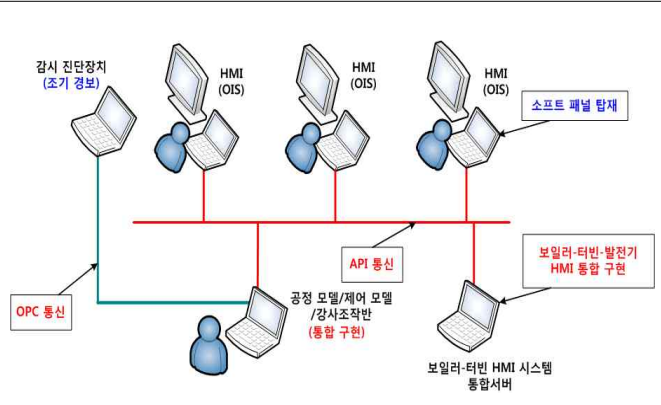 감시 진단장치
(조기 경보)
HMI
(OIS)
HMI
(OIS)
HMI
(OIS)
소프트 패널 탑재
API 통신
보일러-터빈-발전기
HMI 통합 구현
OPC 통신
공정 모델/제어 모델
/강사조작반
(통합 구현)
보일러-터빈 HMI 시스템
통합서버